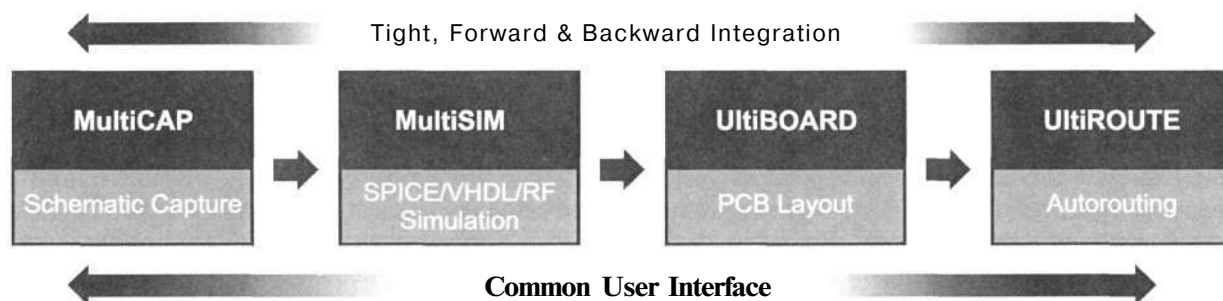 Tight, Forward & Backward Integration
MultiCAP
MultiSIM
UltiBOARD
UltiROUTE
Schematic Capture
SPICE/VHDL/RF
Simulation
PCB Layout
Autorouting
Common User Interface